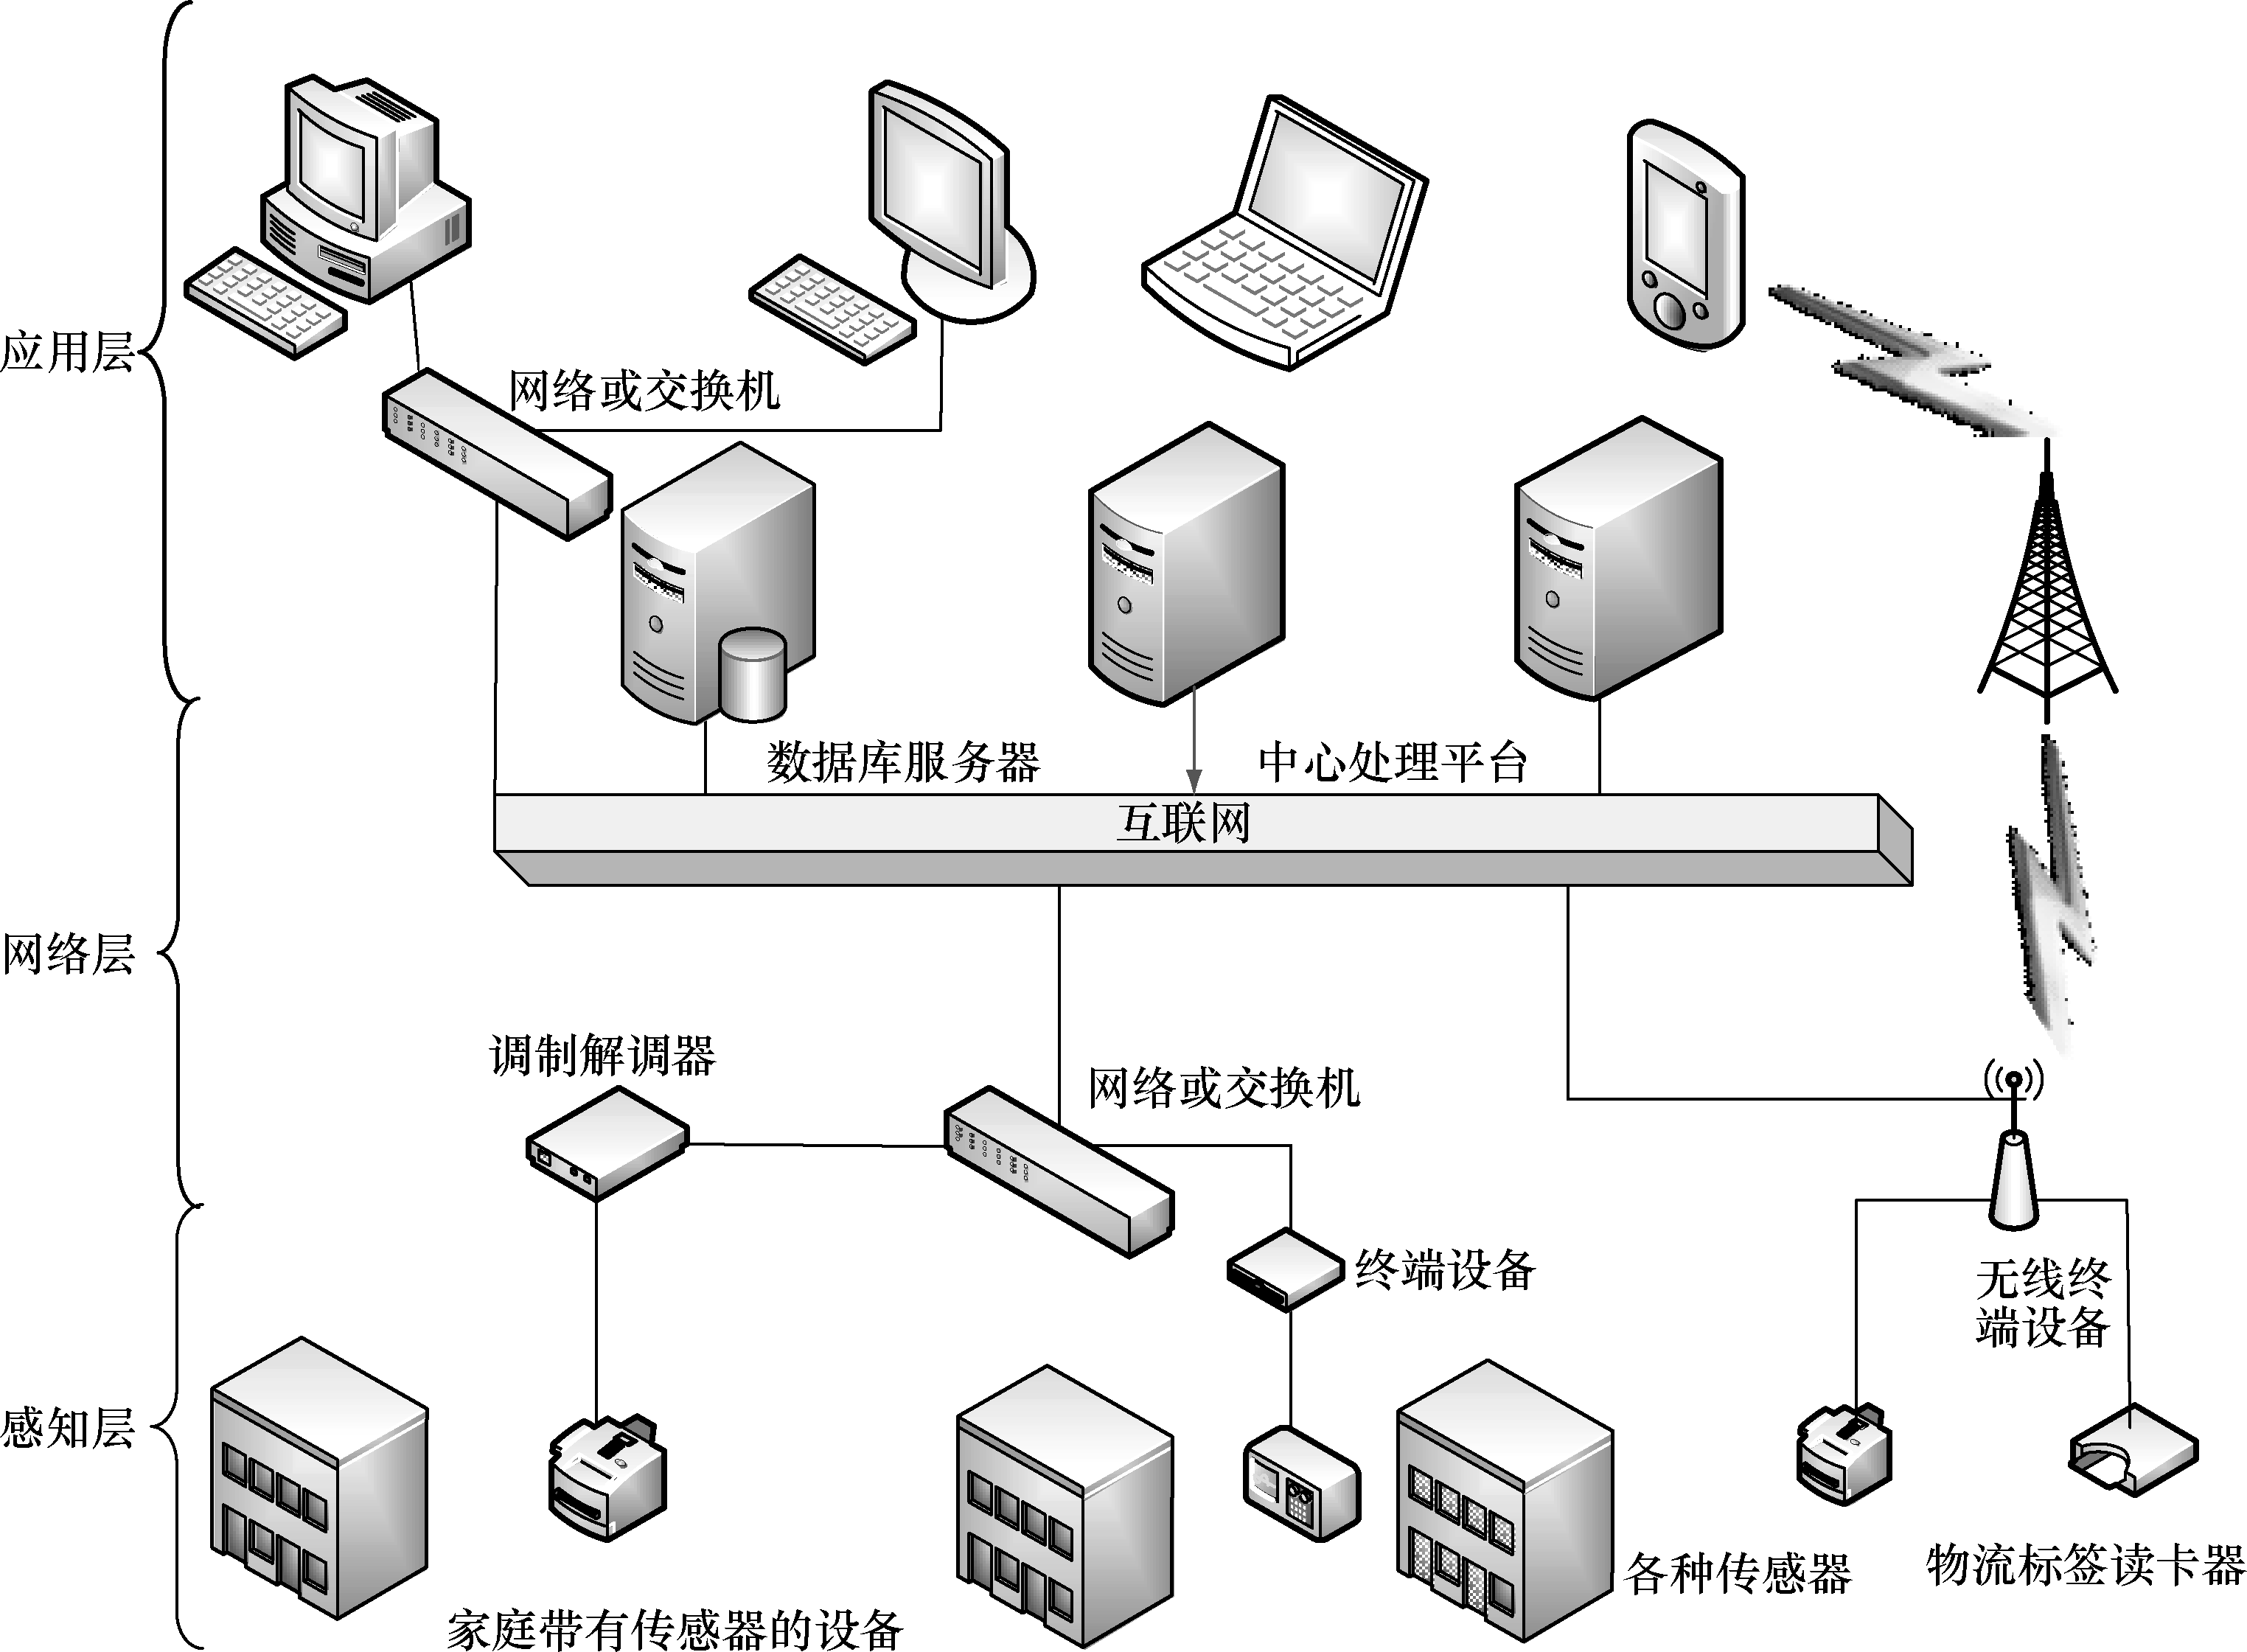 应用层
网络或交换机
数据库服务器
中心处理平台
互联网
网络层
调制解调器
网络或交换机
终端设备
无线终
端设备
感知层
家庭带有传感器的设备
各种传感器
物流标签读卡器